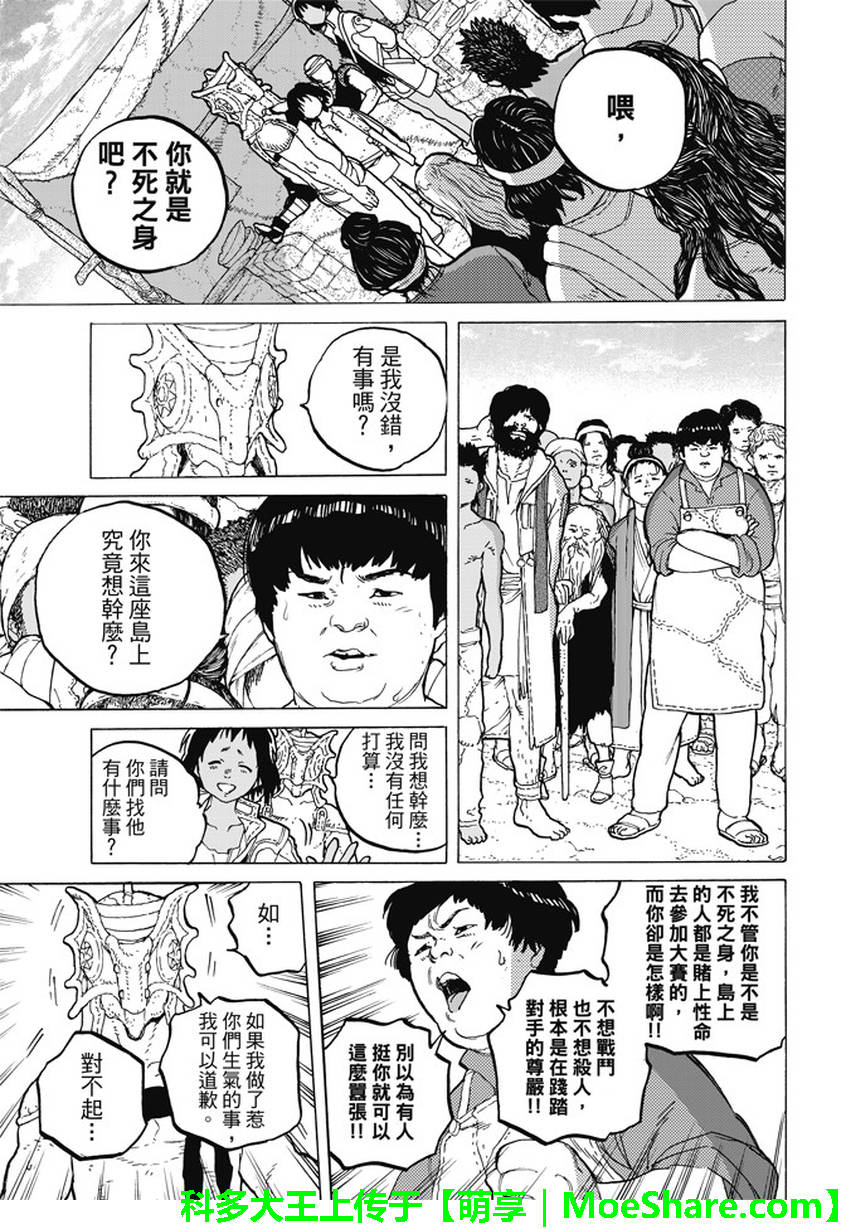 喂，
你就是
不死之身
吧？
是我沒錯，
有事嗎？
你來這座島上
究竟想幹麼？
問我想幹麼…
我沒有任何
打算…
請問
你們找他
有什麼事？
我不管你是不是
不死之身，島上
的人都是賭上性命
去參加大賽的，
而你卻是怎樣啊!!
不想戰鬥
也不想殺人，
根本是在踐踏
對手的尊嚴!!
別以為有人
挺你就可以
這麼囂張!!
如…
如果我做了惹
你們生氣的事，
我可以道歉。
對不起…
科多大王上传于【萌享｜MoeShare.com】